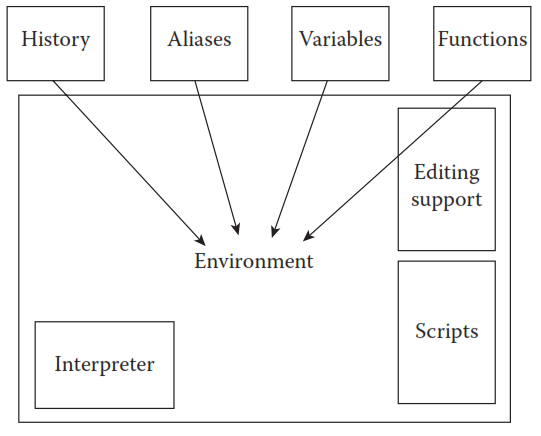 History
Aliases
Variables
Functions
Editing
support
Environment
Scripts
Interpreter